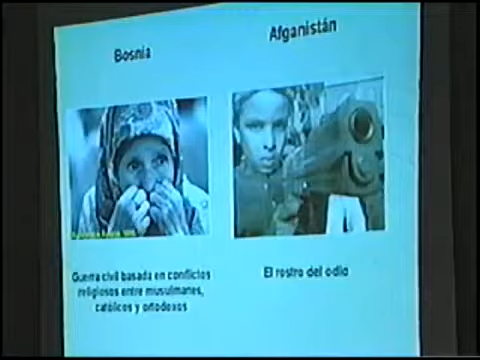 Bosnia
Afganistán
Guerra civil basada en conflictos
religiosos entre musulmanes,
católicos y ortodoxos
El rostro del odio